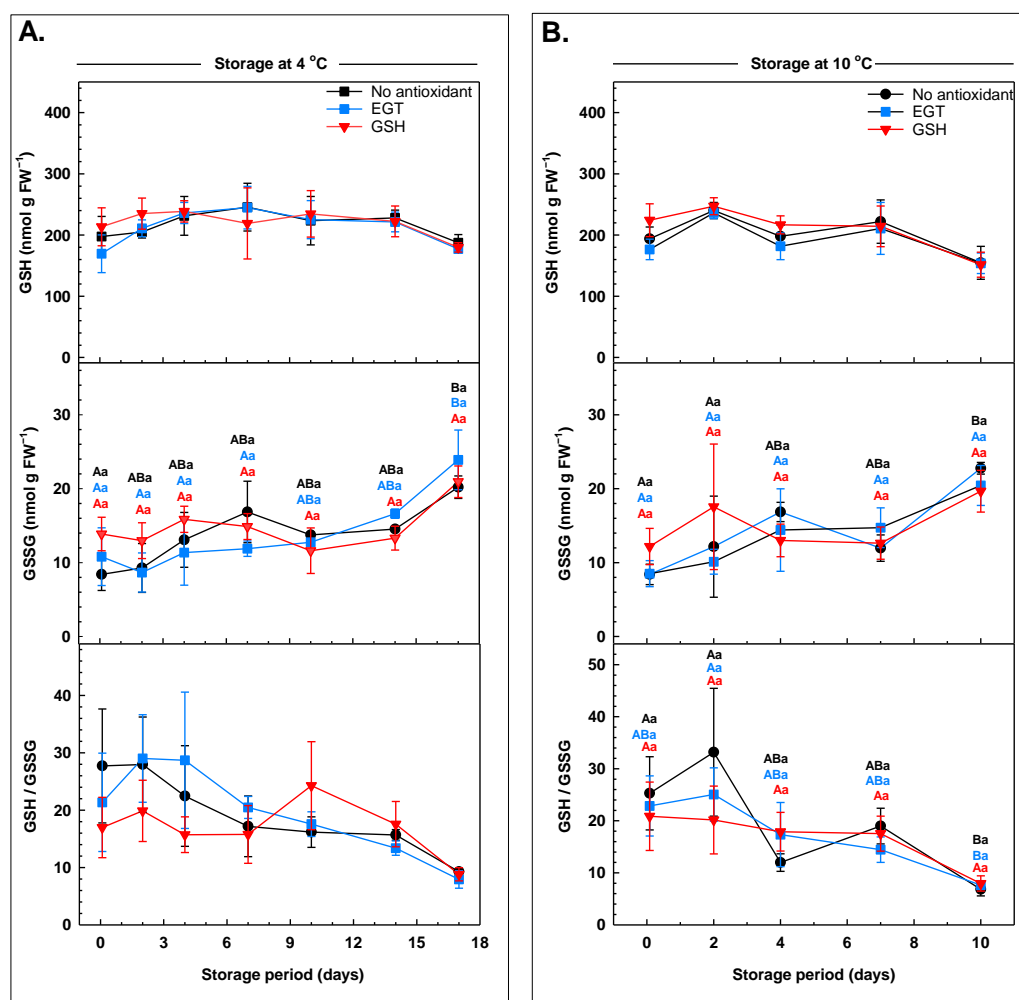 A.
Storage at 4 °C
No antioxidant
EGT
GSH
GSH (nmol g FW⁻¹)
400
300
200
100
0
GSSG (nmol g FW⁻¹)
30
20
10
0
Aa
Aa
Aa
ABa
Aa
Aa
ABa
Aa
Aa
ABa
Aa
Aa
ABa
ABa
Aa
ABa
ABa
Aa
Ba
Ba
Aa
GSH / GSSG
40
30
20
10
0
0 3 6 9 12 15 18
Storage period (days)
B.
Storage at 10 °C
No antioxidant
EGT
GSH
GSH (nmol g FW⁻¹)
400
300
200
100
0
GSSG (nmol g FW⁻¹)
30
20
10
0
Aa
Aa
Aa
Aa
Aa
Aa
ABa
Aa
Aa
ABa
Aa
Aa
Ba
Aa
Aa
GSH / GSSG
50
40
30
20
10
0
Aa
ABa
Aa
Aa
Aa
Aa
ABa
ABa
Aa
ABa
ABa
Aa
Ba
Ba
Aa
0 2 4 6 8 10
Storage period (days)